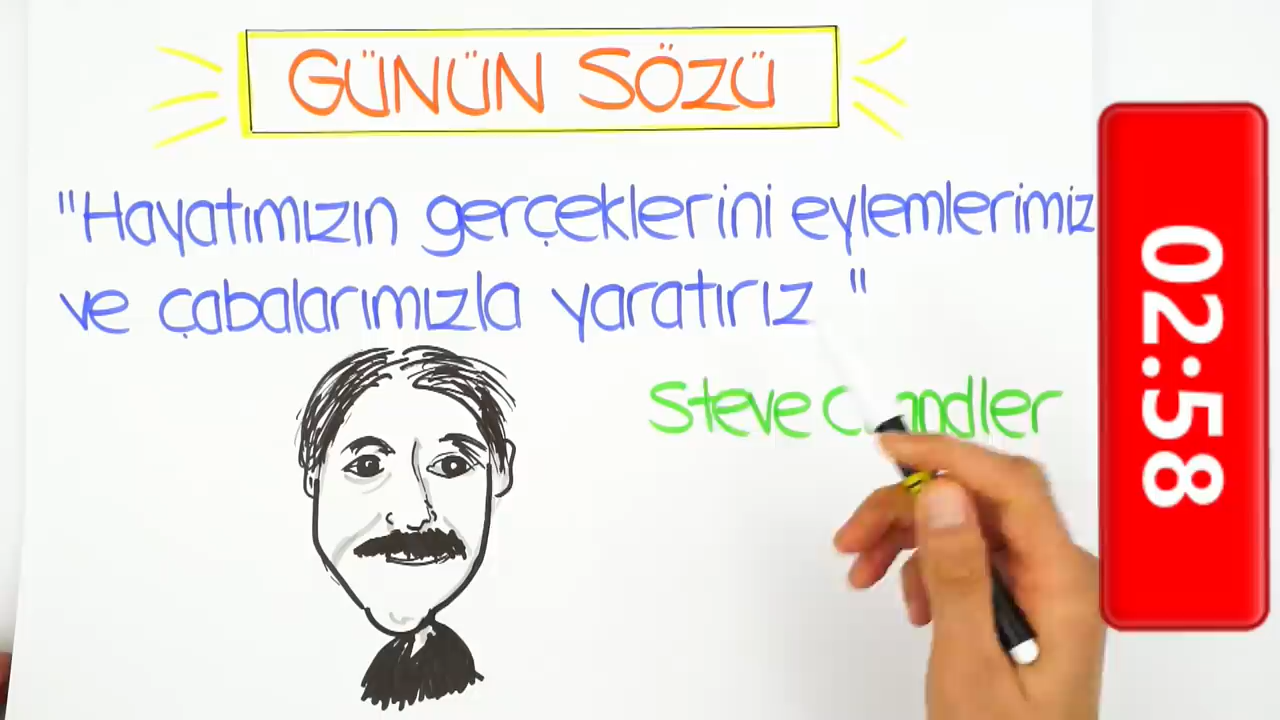 GÜNÜN SÖZÜ
"Hayatımızın gerçeklerini eylemlerimiz
ve çabalarımızla yaratırız "
Steve
02:58